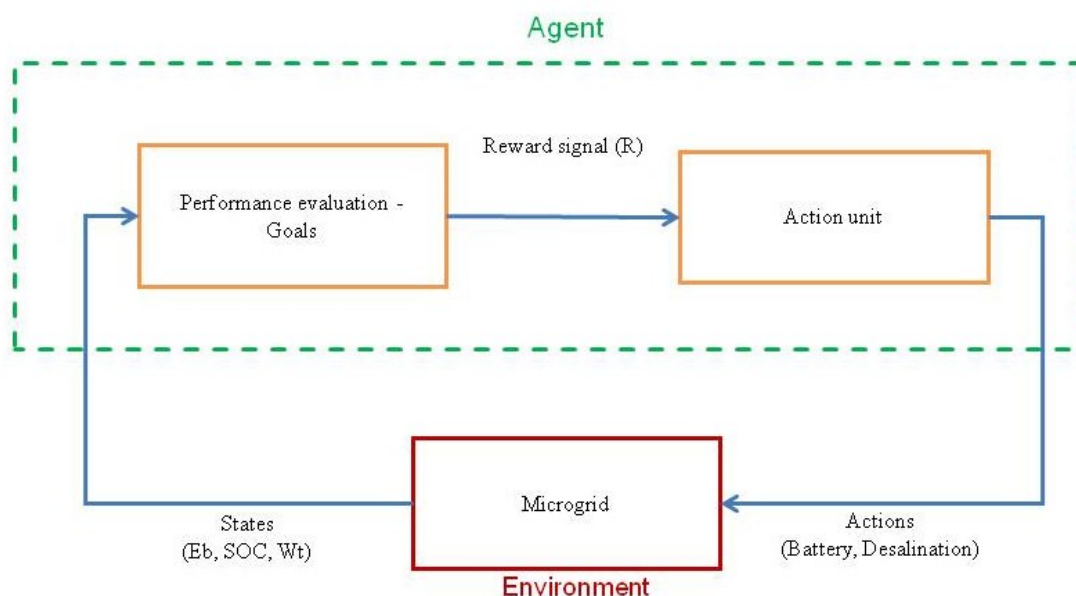 Agent
Reward signal (R)
Performance evaluation -
Goals
Action unit
Microgrid
States
(Eb, SOC, Wt)
Actions
(Battery, Desalination)
Environment